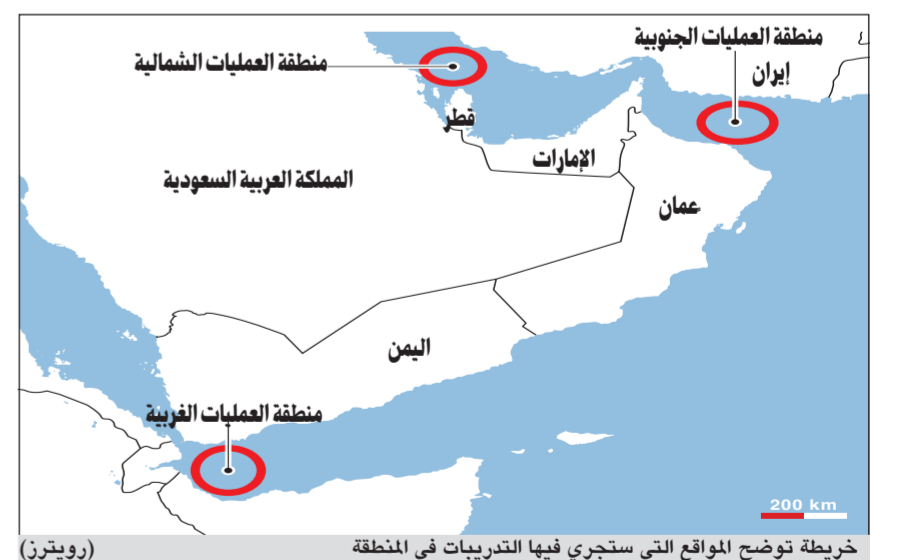 منطقة العمليات الجنوبية
منطقة العمليات الشمالية
إيران
قطر
الإمارات
المملكة العربية السعودية
عمان
اليمن
منطقة العمليات الغربية
200 km
خريطة توضح المواقع التي ستجري فيها التدريبات في المنطقة
(رويترز)